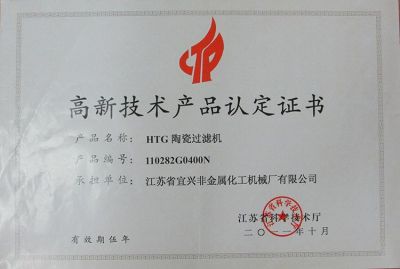 CTP
高新技术产品认定证书
产品名称： HTG 陶瓷过滤机
产品编号： 110282G0400N
承担单位： 江苏省宜兴非金属化工机械厂有限公司
江苏省科学技术厅
二〇一一年十月
有效期伍年